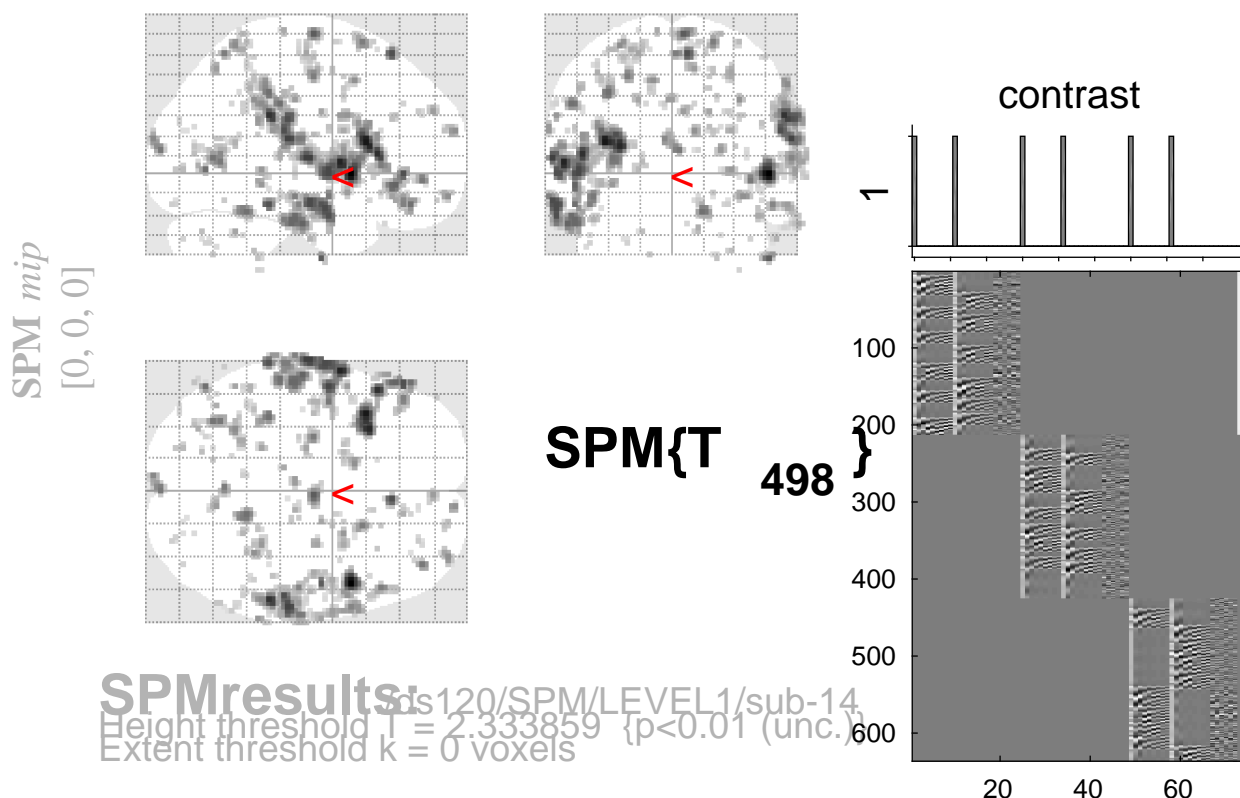 SPM mip
[0, 0, 0]
<
<
<
SPM{T498}
contrast
1
100
200
300
400
500
600
20 40 60
SPMresults: /ds120/SPM/LEVEL1/sub-14
Height threshold T = 2.333859 {p<0.01 (unc.)}
Extent threshold k = 0 voxels